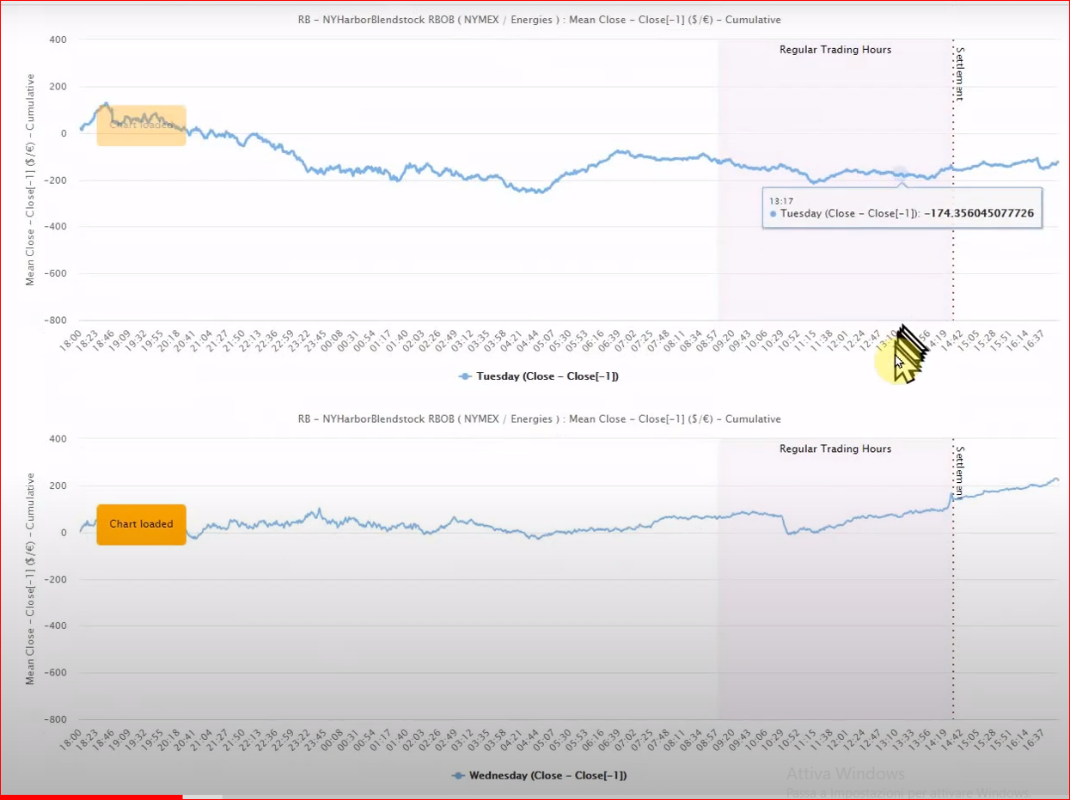 RB - NYHarborBlendstock RBOB ( NYMEX / Energies ) : Mean Close - Close[-1] ($/€) - Cumulative
Mean Close - Close[-1] ($/€) - Cumulative
400
200
0
-200
-400
-600
-800
Chart loaded
Regular Trading Hours
Settlement
13:17
Tuesday (Close - Close[-1]): -174.356045077726
18:00 18:23 18:46 19:09 19:32 19:55 20:18 20:41 21:04 21:27 21:50 22:13 22:36 22:59 23:22 23:45 00:08 00:31 00:54 01:17 01:40 02:03 02:26 02:49 03:12 03:35 03:58 04:21 04:44 05:07 05:30 05:53 06:16 06:39 07:02 07:25 07:48 08:11 08:34 08:57 09:20 09:43 10:06 10:29 10:52 11:15 11:38 12:01 12:24 12:47 13:10 14:19 14:42 15:05 15:28 15:51 16:14 16:37
Tuesday (Close - Close[-1])
RB - NYHarborBlendstock RBOB ( NYMEX / Energies ) : Mean Close - Close[-1] ($/€) - Cumulative
Mean Close - Close[-1] ($/€) - Cumulative
400
200
0
-200
-400
-600
-800
Chart loaded
Regular Trading Hours
Settlement
18:00 18:23 18:46 19:09 19:32 19:55 20:18 20:41 21:04 21:27 21:50 22:13 22:36 22:59 23:22 23:45 00:08 00:31 00:54 01:17 01:40 02:03 02:26 02:49 03:12 03:35 03:58 04:21 04:44 05:07 05:30 05:53 06:16 06:39 07:02 07:25 07:48 08:11 08:34 08:57 09:20 09:43 10:06 10:29 10:52 11:15 11:38 12:01 12:24 12:47 13:10 13:33 13:56 14:19 14:42 15:05 15:28 15:51 16:14 16:37
Wednesday (Close - Close[-1])
Attiva Windows
Passa a Impostazioni per attivare Windows.